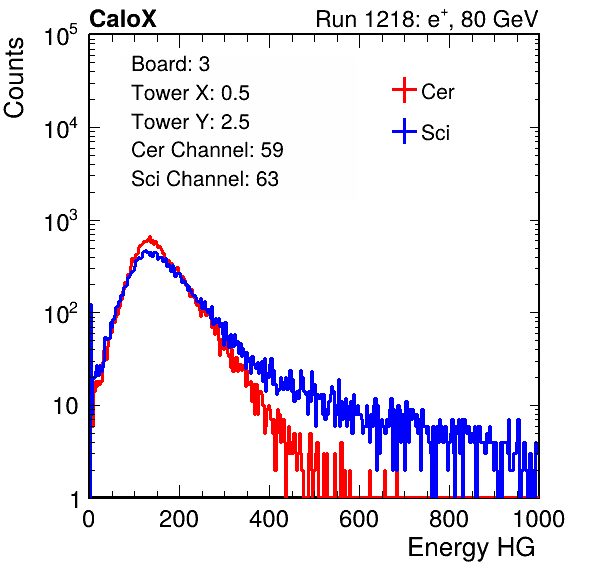 CaloX Run 1218: e⁺, 80 GeV
Counts
10⁵
10⁴
10³
10²
10
1
Board: 3
Tower X: 0.5
Tower Y: 2.5
Cer Channel: 59
Sci Channel: 63
Cer
Sci
0 200 400 600 800 1000
Energy HG